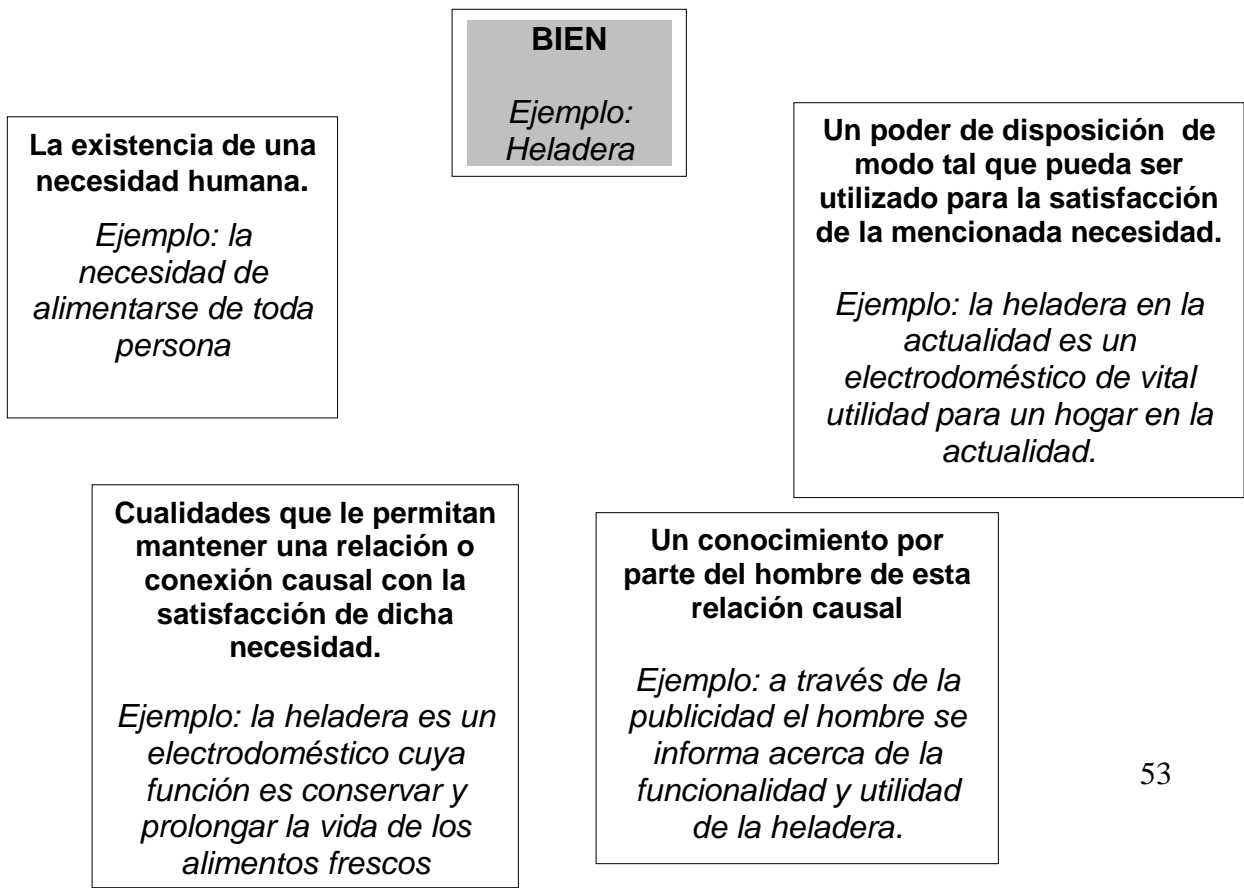 BIEN
Ejemplo:
Heladera
La existencia de una
necesidad humana.
Ejemplo: la
necesidad de
alimentarse de toda
persona
Un poder de disposición de
modo tal que pueda ser
utilizado para la satisfacción
de la mencionada necesidad.
Ejemplo: la heladera en la
actualidad es un
electrodoméstico de vital
utilidad para un hogar en la
actualidad.
Cualidades que le permitan
mantener una relación o
conexión causal con la
satisfacción de dicha
necesidad.
Ejemplo: la heladera es un
electrodoméstico cuya
función es conservar y
prolongar la vida de los
alimentos frescos
Un conocimiento por
parte del hombre de esta
relación causal
Ejemplo: a través de la
publicidad el hombre se
informa acerca de la
funcionalidad y utilidad
de la heladera.
53